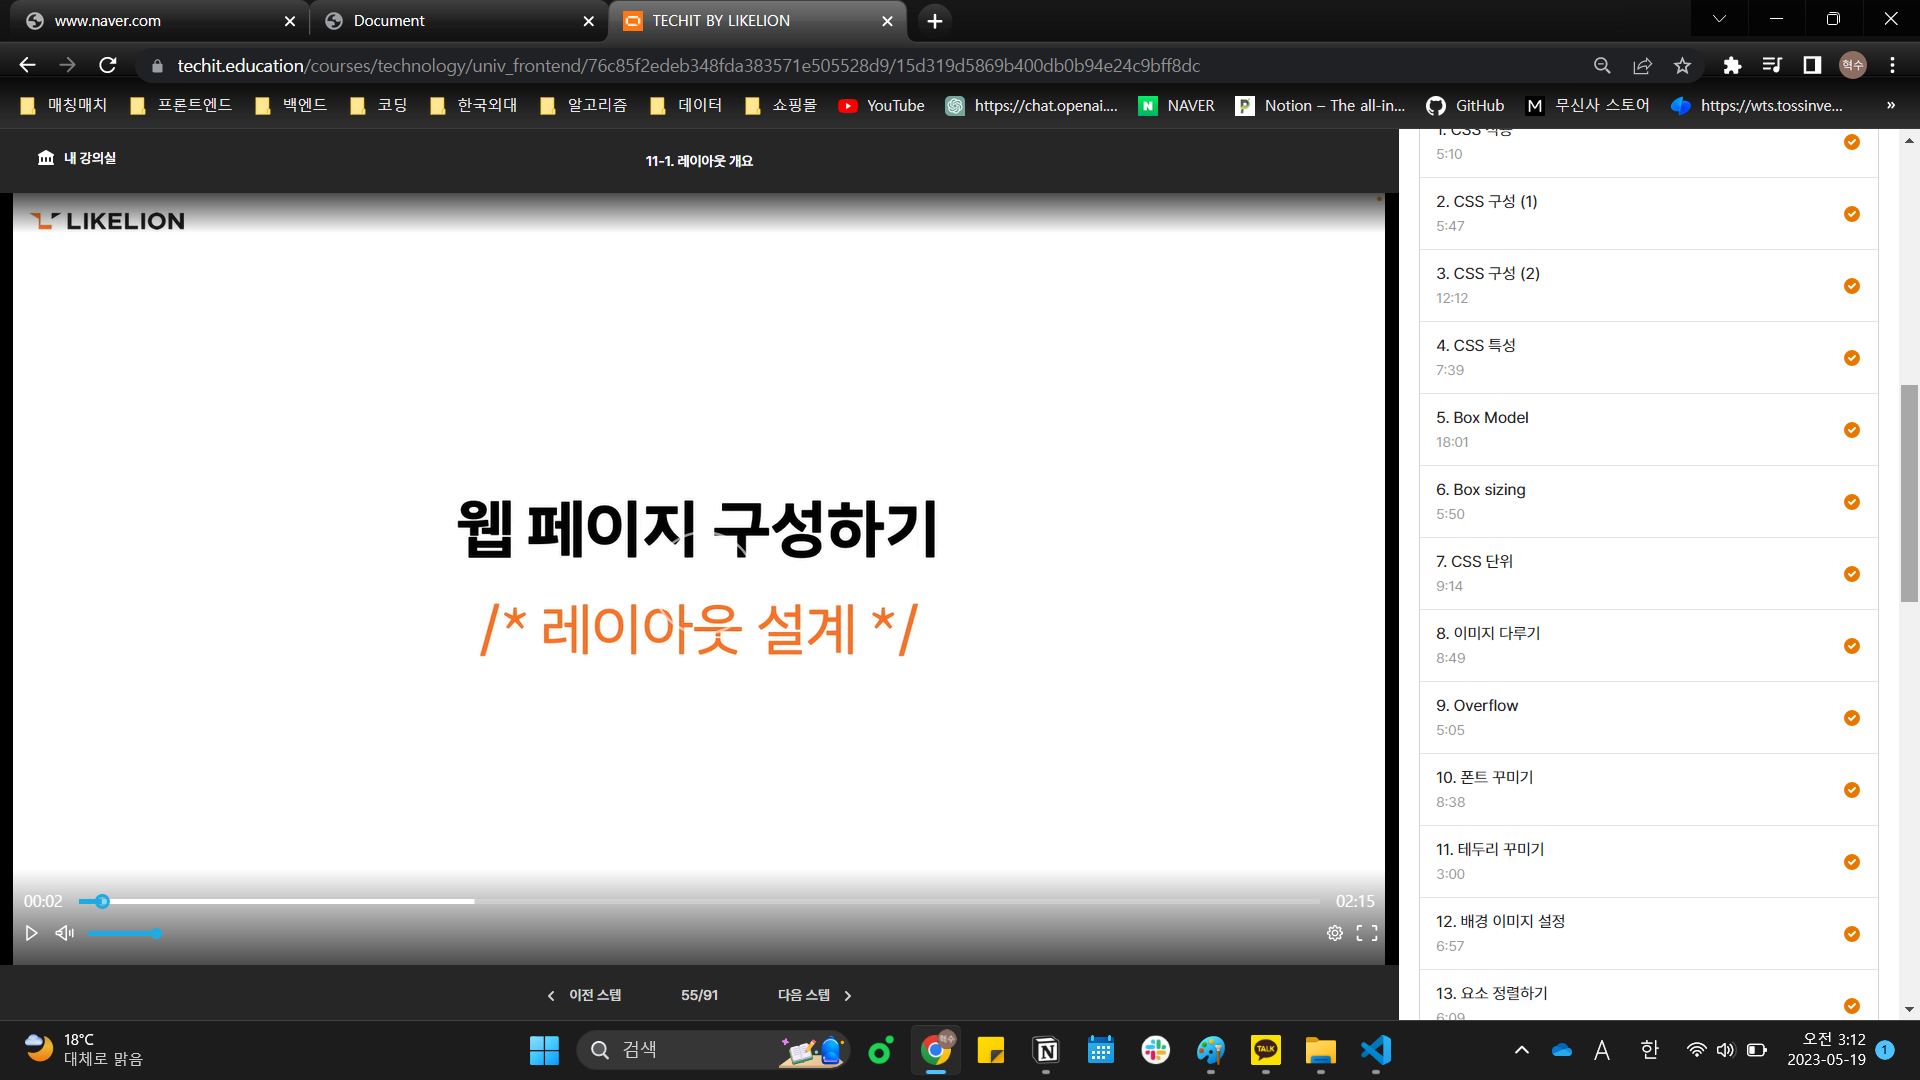 www.naver.com
Document
TECHIT BY LIKELION
techit.education/courses/technology/univ_frontend/76c85f2edeb348fda383571e505528d9/15d319d5869b400db0b94e24c9bff8dc
혁수
매칭매치
프론트엔드
백엔드
코딩
한국외대
알고리즘
데이터
쇼핑몰
YouTube
https://chat.openai....
NAVER
Notion – The all-in...
GitHub
무신사 스토어
https://wts.tossinve...
»
내 강의실
11-1. 레이아웃 개요
LIKELION
웹 페이지 구성하기
/* 레이아웃 설계 */
00:02
02:15
이전 스텝
55/91
다음 스텝
1. CSS 적용
5:10
2. CSS 구성 (1)
5:47
3. CSS 구성 (2)
12:12
4. CSS 특성
7:39
5. Box Model
18:01
6. Box sizing
5:50
7. CSS 단위
9:14
8. 이미지 다루기
8:49
9. Overflow
5:05
10. 폰트 꾸미기
8:38
11. 테두리 꾸미기
3:00
12. 배경 이미지 설정
6:57
13. 요소 정렬하기
6:09
18°C
대체로 맑음
검색
혁수
TALK
A
한
오전 3:12
2023-05-19
1